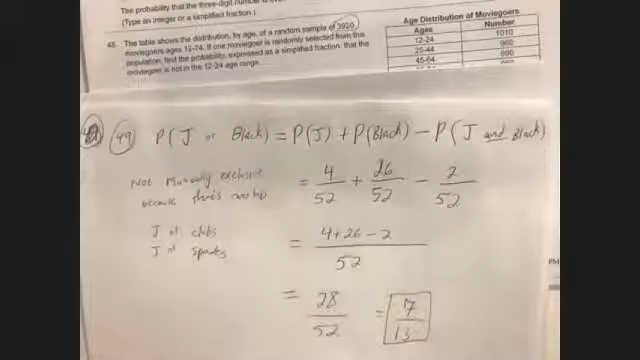 The probability that the three-digit number is
(Type an integer or a simplified fraction.)
48. The table shows the distribution, by age, of a random sample of 3920
moviegoers ages 12-74. If one moviegoer is randomly selected from this
population, find the probability, expressed as a simplified fraction, that the
moviegoer is not in the 12-24 age range.
Age Distribution of Moviegoers
Ages Number
12-24 1010
25-44 960
45-64
49 P( J or Black) = P(J) + P(Black) - P( J and Black)
Not Mutually exclusive = 4/52 + 26/52 - 2/52
because there's overlap
J of clubs = 4+26-2/52
J of spades
= 28/52 = 7/13
PM